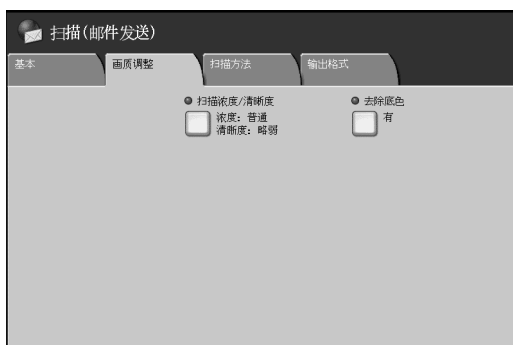 扫描(邮件发送)
基本
画质调整
扫描方法
输出格式
扫描浓度/清晰度
浓度：普通
清晰度：略弱
去除底色
有